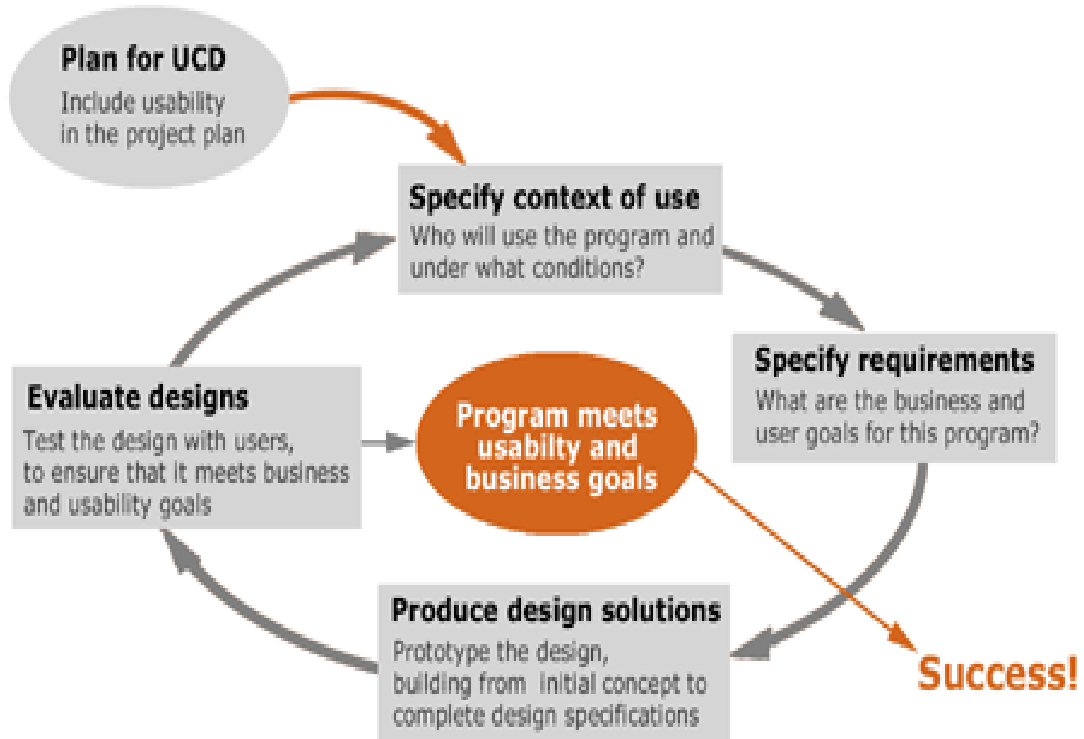 Plan for UCD
Include usability
in the project plan
Specify context of use
Who will use the program and
under what conditions?
Specify requirements
What are the business and
user goals for this program?
Evaluate designs
Test the design with users,
to ensure that it meets business
and usability goals
Program meets
usabilty and
business goals
Produce design solutions
Prototype the design,
building from initial concept to
complete design specifications
Success!